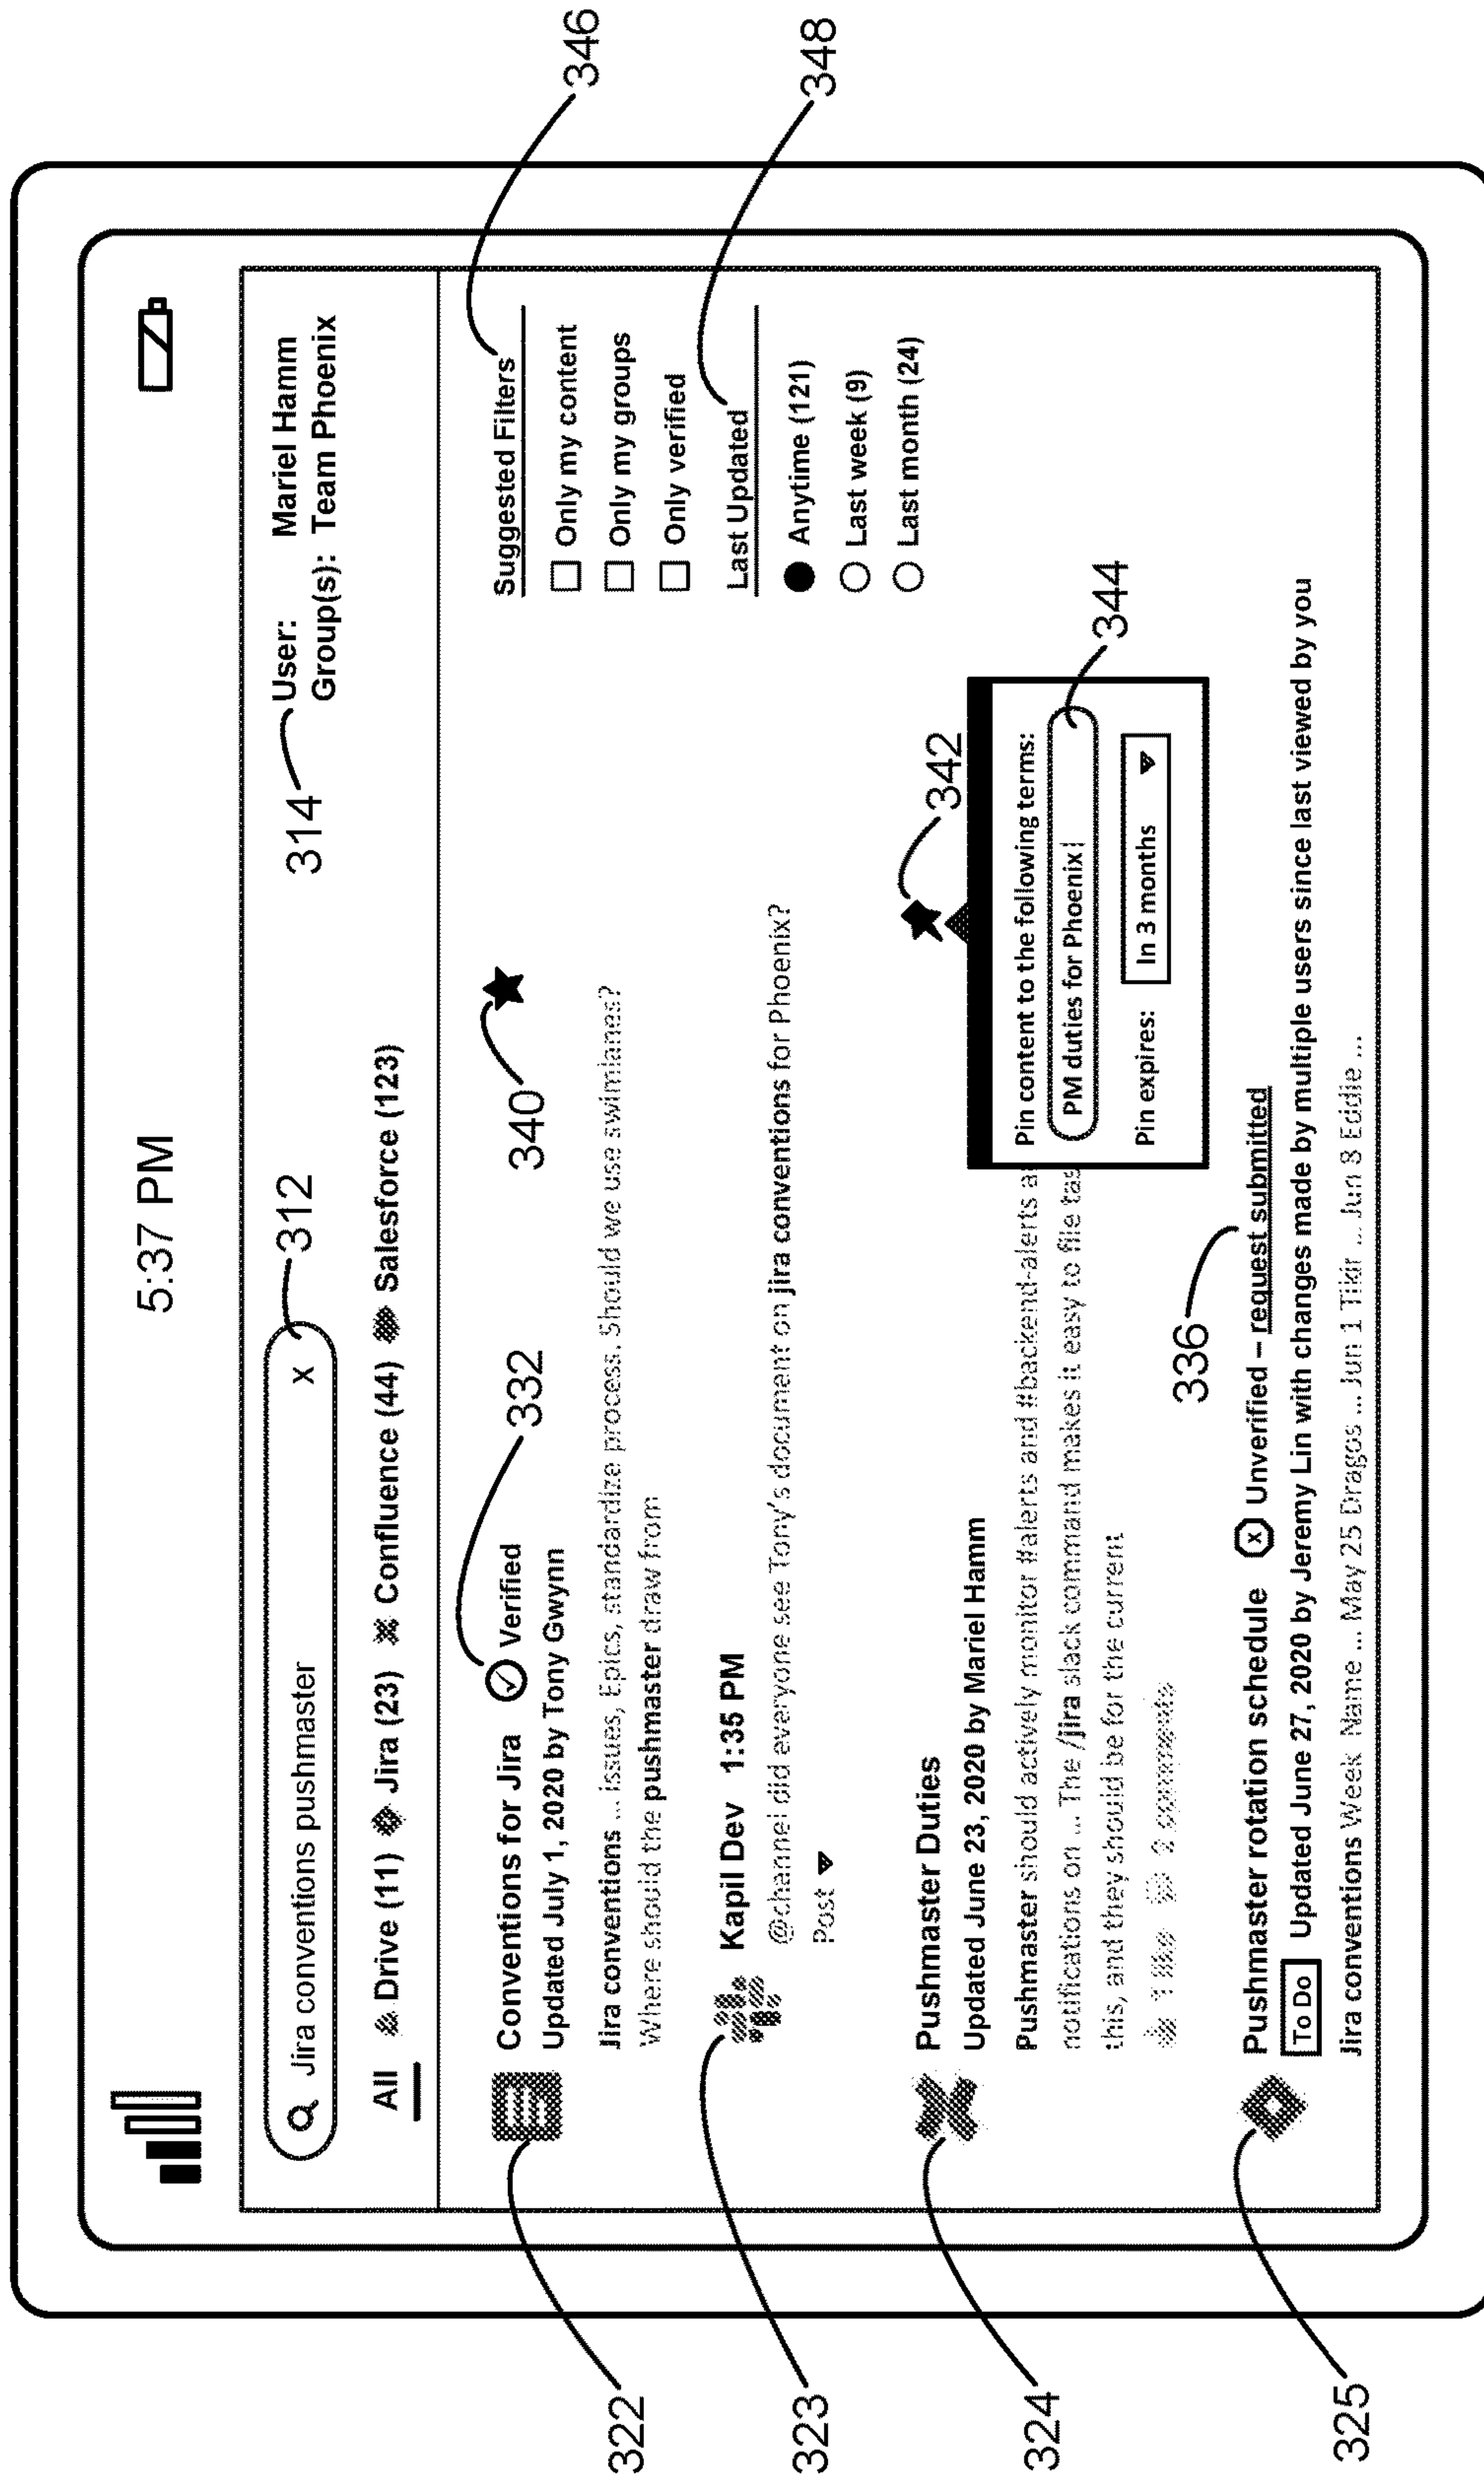 5:37 PM
Jira conventions pushmaster X
312
314
User: Mariel Hamm
Group(s): Team Phoenix
All Drive (11) Jira (23) Confluence (44) Salesforce (123)
322
Conventions for Jira Verified
332
340
Updated July 1, 2020 by Tony Gwynn
Jira conventions ... issues, Epics, standardize process. Should we use swimlanes?
Where should the pushmaster draw from
323
Kapil Dev 1:35 PM
@channel did everyone see Tony's document on jira conventions for Phoenix?
Post
324
Pushmaster Duties
342
Updated June 23, 2020 by Mariel Hamm
Pushmaster should actively monitor #alerts and #backend-alerts a
notifications on ... The /jira slack command makes it easy to file tas
this, and they should be for the current
1 like 2 comments
Pin content to the following terms:
PM duties for Phoenix
344
Pin expires: In 3 months
336
325
Pushmaster rotation schedule x Unverified – request submitted
To Do Updated June 27, 2020 by Jeremy Lin with changes made by multiple users since last viewed by you
Jira conventions Week Name ... May 25 Dragos ... Jun 1 Tikir ... Jun 8 Eddie ...
346
Suggested Filters
Only my content
Only my groups
Only verified
348
Last Updated
Anytime (121)
Last week (9)
Last month (24)